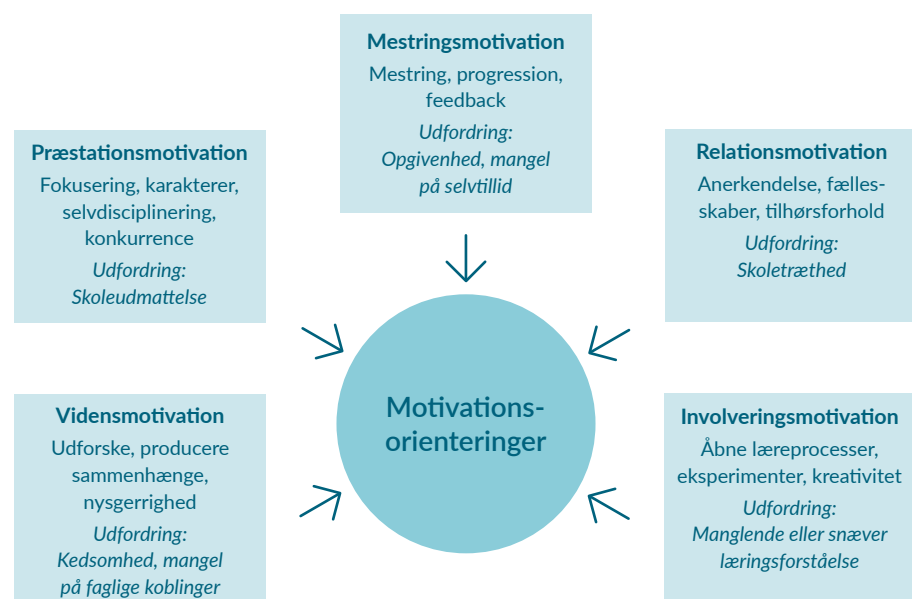 Mestringsmotivation
Mestring, progression,
feedback
Udfordring:
Opgivenhed, mangel
på selvtillid
Præstationsmotivation
Fokusering, karakterer,
selvdisciplinering,
konkurrence
Udfordring:
Skoleudmattelse
Relationsmotivation
Anerkendelse, fælles-
skaber, tilhørsforhold
Udfordring:
Skoletræthed
Motivations-
orienteringer
Vidensmotivation
Udforske, producere
sammenhænge,
nysgerrighed
Udfordring:
Kedsomhed, mangel
på faglige koblinger
Involveringsmotivation
Åbne læreprocesser,
eksperimenter, kreativitet
Udfordring:
Manglende eller snæver
læringsforståelse